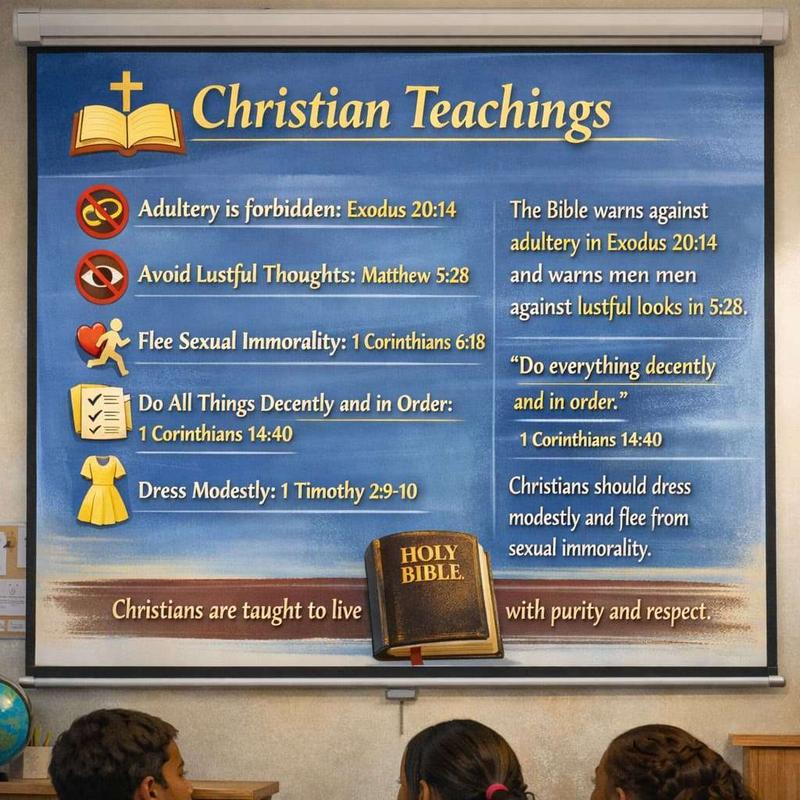 Christian Teachings
Adultery is forbidden: Exodus 20:14
Avoid Lustful Thoughts: Matthew 5:28
Flee Sexual Immorality: 1 Corinthians 6:18
Do All Things Decently and in Order:
1 Corinthians 14:40
Dress Modestly: 1 Timothy 2:9-10
The Bible warns against
adultery in Exodus 20:14
and warns men men
against lustful looks in 5:28.
“Do everything decently
and in order.”
1 Corinthians 14:40
Christians should dress
modestly and flee from
sexual immorality.
HOLY
BIBLE.
Christians are taught to live with purity and respect.